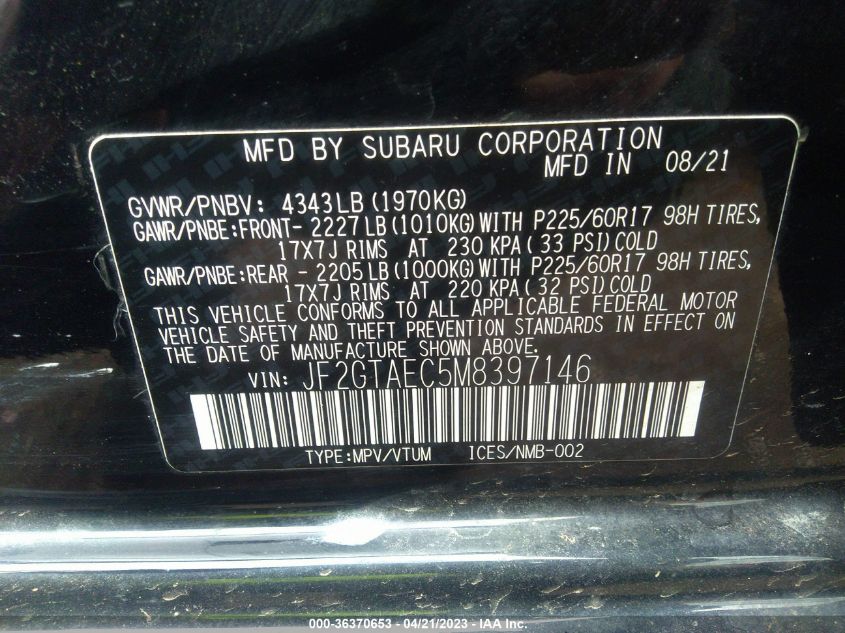 MFD BY SUBARU CORPORATION
MFD IN 08/21
GVWR/PNBV: 4343LB (1970KG)
GAWR/PNBE:FRONT- 2227LB(1010KG)WITH P225/60R17 98H TIRES,
17X7J RIMS AT 230 KPA( 33 PSI)COLD
GAWR/PNBE:REAR - 2205LB(1000KG)WITH P225/60R17 98H TIRES,
17X7J RIMS AT 220 KPA( 32 PSI)COLD
THIS VEHICLE CONFORMS TO ALL APPLICABLE FEDERAL MOTOR
VEHICLE SAFETY AND THEFT PREVENTION STANDARDS IN EFFECT ON
THE DATE OF MANUFACTURE SHOWN ABOVE.
VIN: JF2GTAEC5M8397146
TYPE:MPV/VTUM ICES/NMB-002
000-36370653 - 04/21/2023 - IAA Inc.